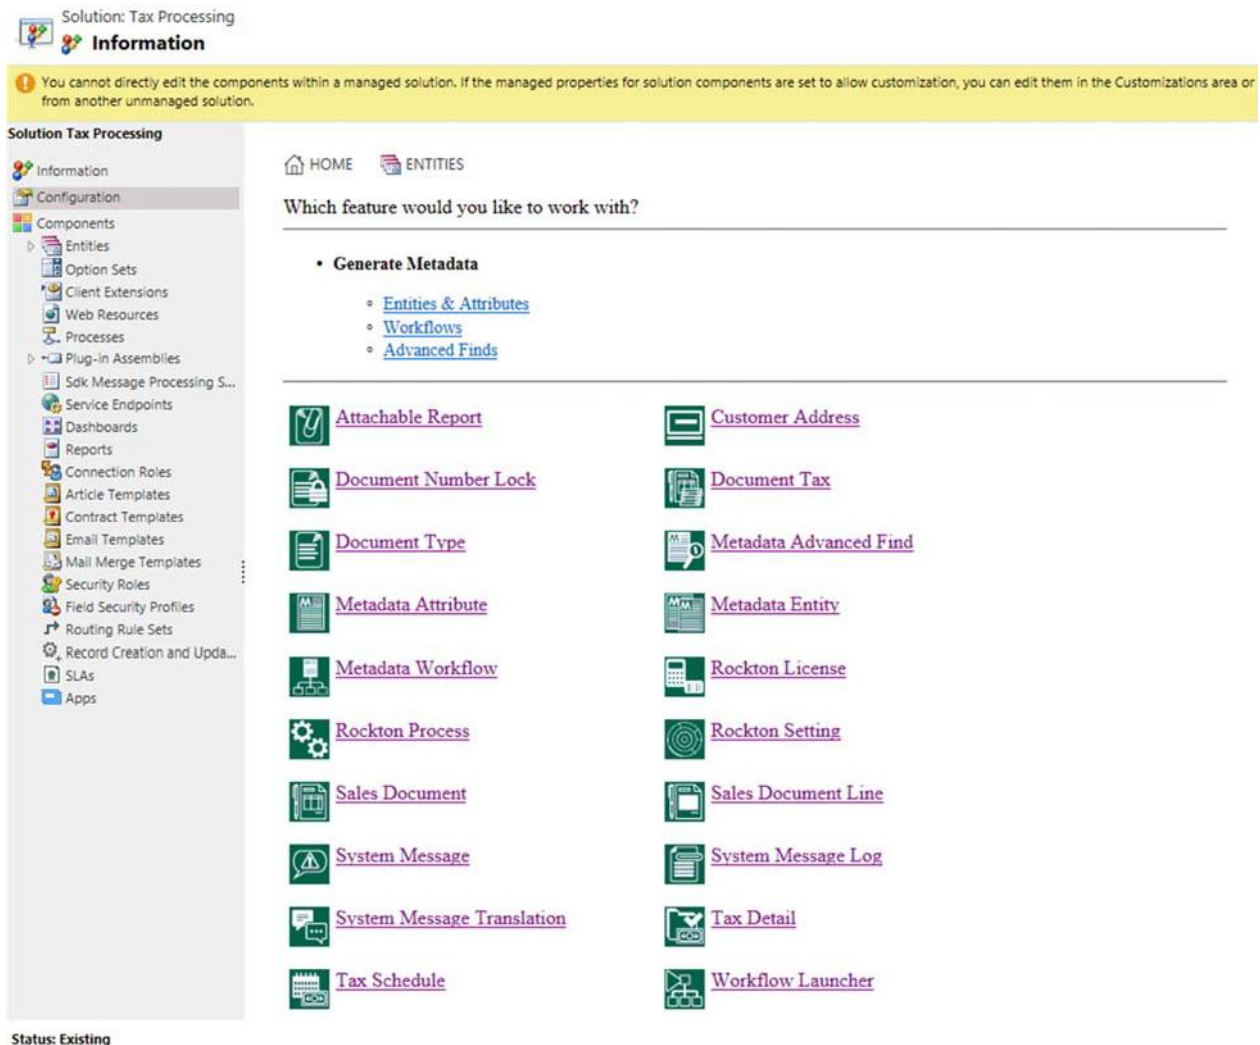 Solution: Tax Processing
Information
You cannot directly edit the components within a managed solution. If the managed properties for solution components are set to allow customization, you can edit them in the Customizations area or
from another unmanaged solution.
Solution Tax Processing
Information
Configuration
Components
Entities
Option Sets
Client Extensions
Web Resources
Processes
Plug-in Assemblies
Sdk Message Processing S...
Service Endpoints
Dashboards
Reports
Connection Roles
Article Templates
Contract Templates
Email Templates
Mail Merge Templates
Security Roles
Field Security Profiles
Routing Rule Sets
Record Creation and Upda...
SLAs
Apps
HOME ENTITIES
Which feature would you like to work with?
• Generate Metadata
◦ Entities & Attributes
◦ Workflows
◦ Advanced Finds
Attachable Report Customer Address
Document Number Lock Document Tax
Document Type Metadata Advanced Find
Metadata Attribute Metadata Entity
Metadata Workflow Rockton License
Rockton Process Rockton Setting
Sales Document Sales Document Line
System Message System Message Log
System Message Translation Tax Detail
Tax Schedule Workflow Launcher
Status: Existing